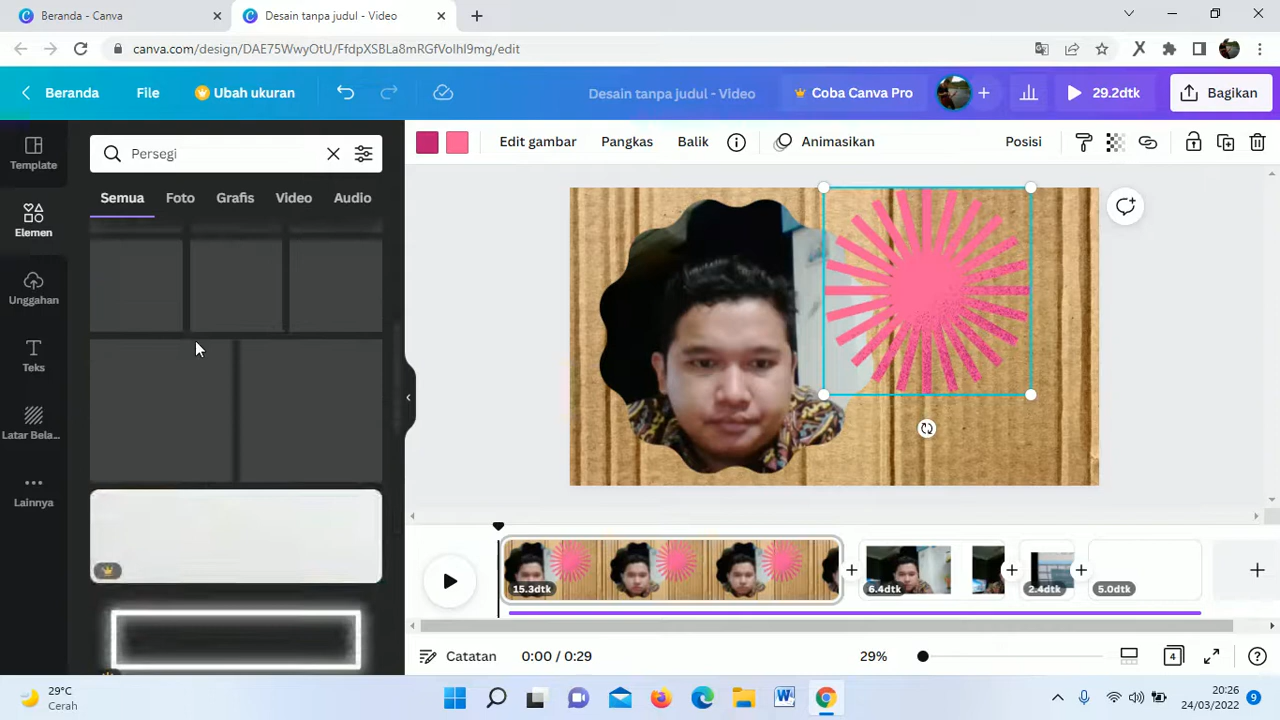 Beranda - Canva
Desain tanpa judul - Video
canva.com/design/DAE75WwyOtU/FfdpXSBLa8mRGfVolhI9mg/edit
Beranda
File
Ubah ukuran
Desain tanpa judul - Video
Coba Canva Pro
29.2dtk
Bagikan
Template
Elemen
Unggahan
Teks
Latar Bela...
Lainnya
Persegi
Semua
Foto
Grafis
Video
Audio
Edit gambar
Pangkas
Balik
Animasikan
Posisi
15.3dtk
6.4dtk
2.4dtk
5.0dtk
Catatan
0:00 / 0:29
29%
4
29°C
Cerah
20:26
24/03/2022
9